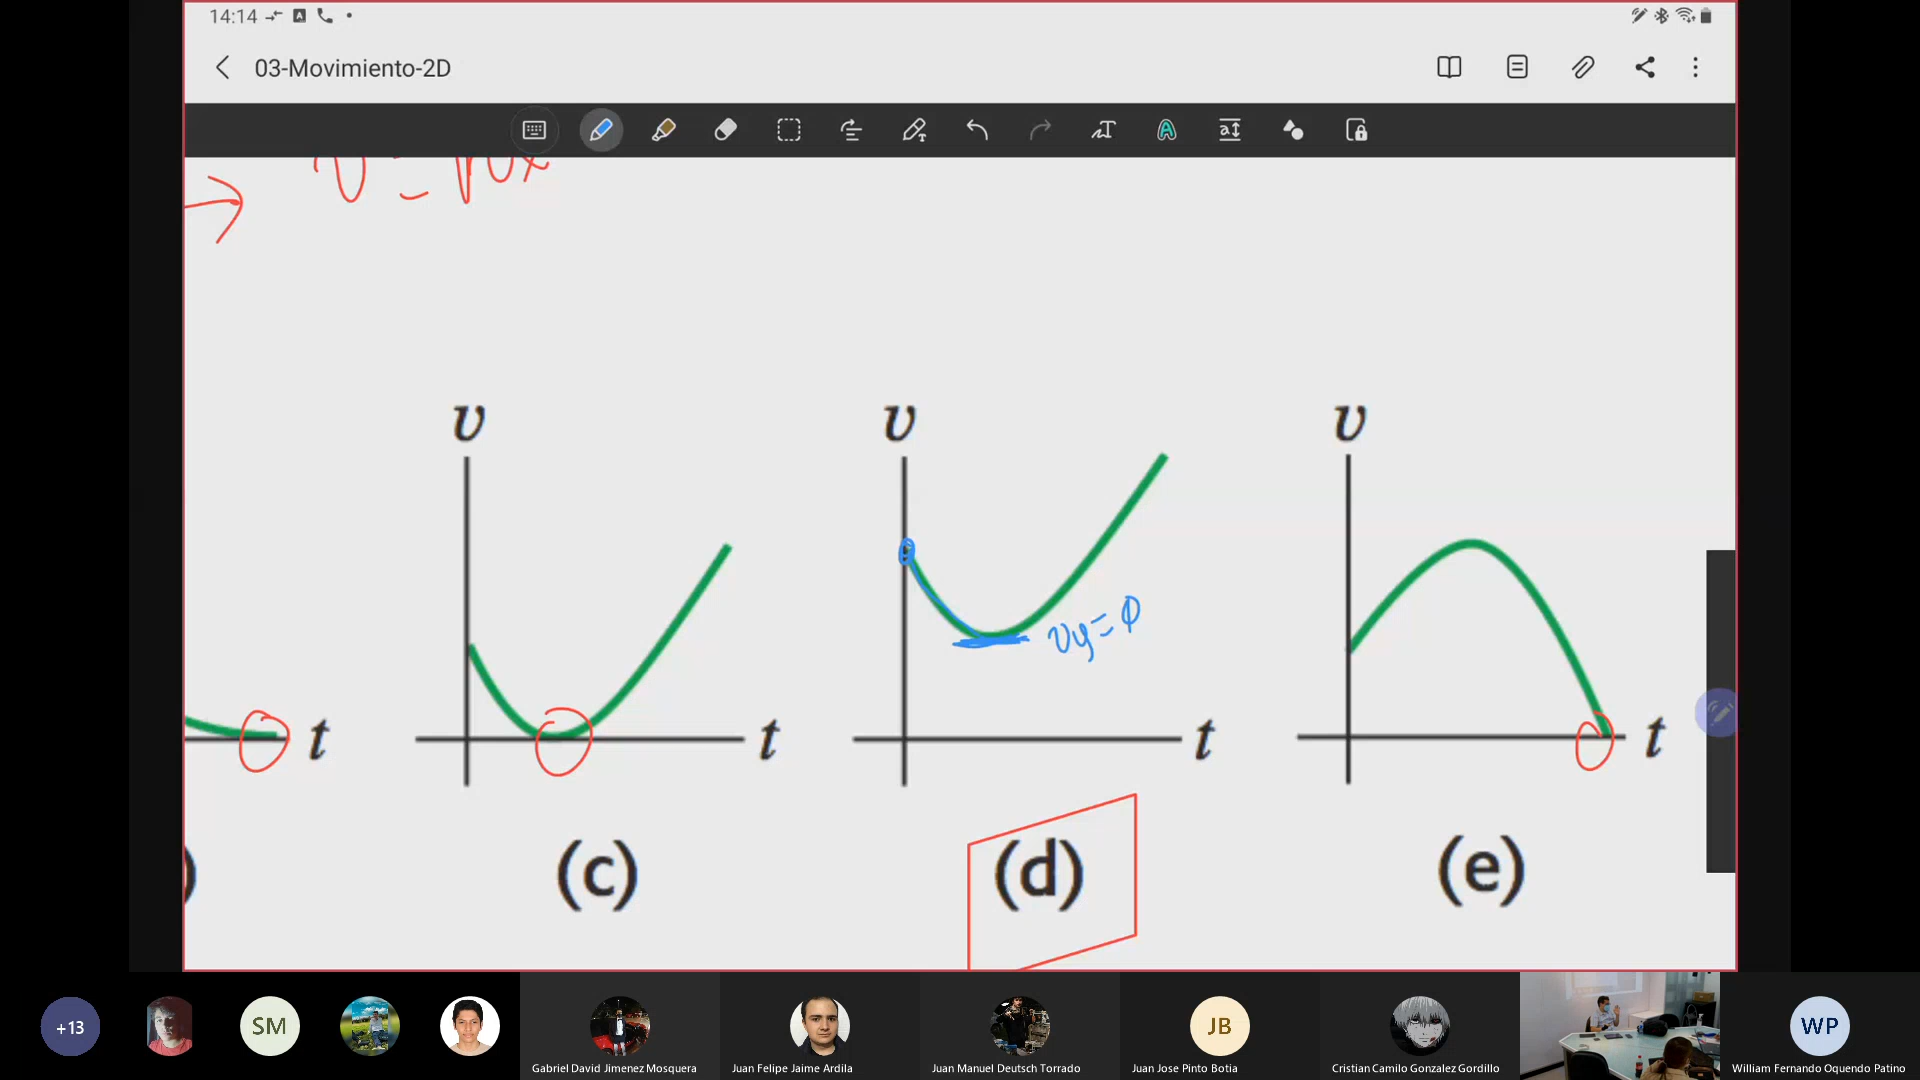 14:14
03-Movimiento-2D
v
v
v
vy=0
t
t
t
t
(c)
(d)
(e)
+13
SM
JB
WP
Gabriel David Jimenez Mosquera
Juan Felipe Jaime Ardila
Juan Manuel Deutsch Torrado
Juan Jose Pinto Botia
Cristian Camilo Gonzalez Gordillo
William Fernando Oquendo Patino